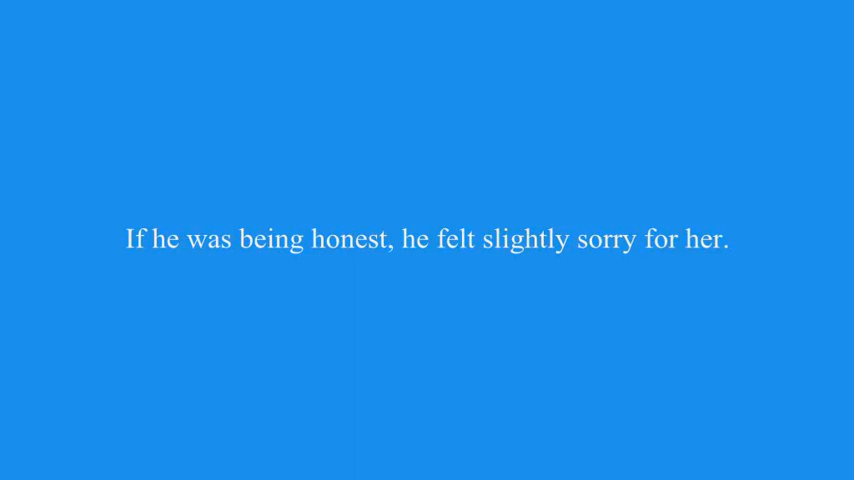 If he was being honest, he felt slightly sorry for her.